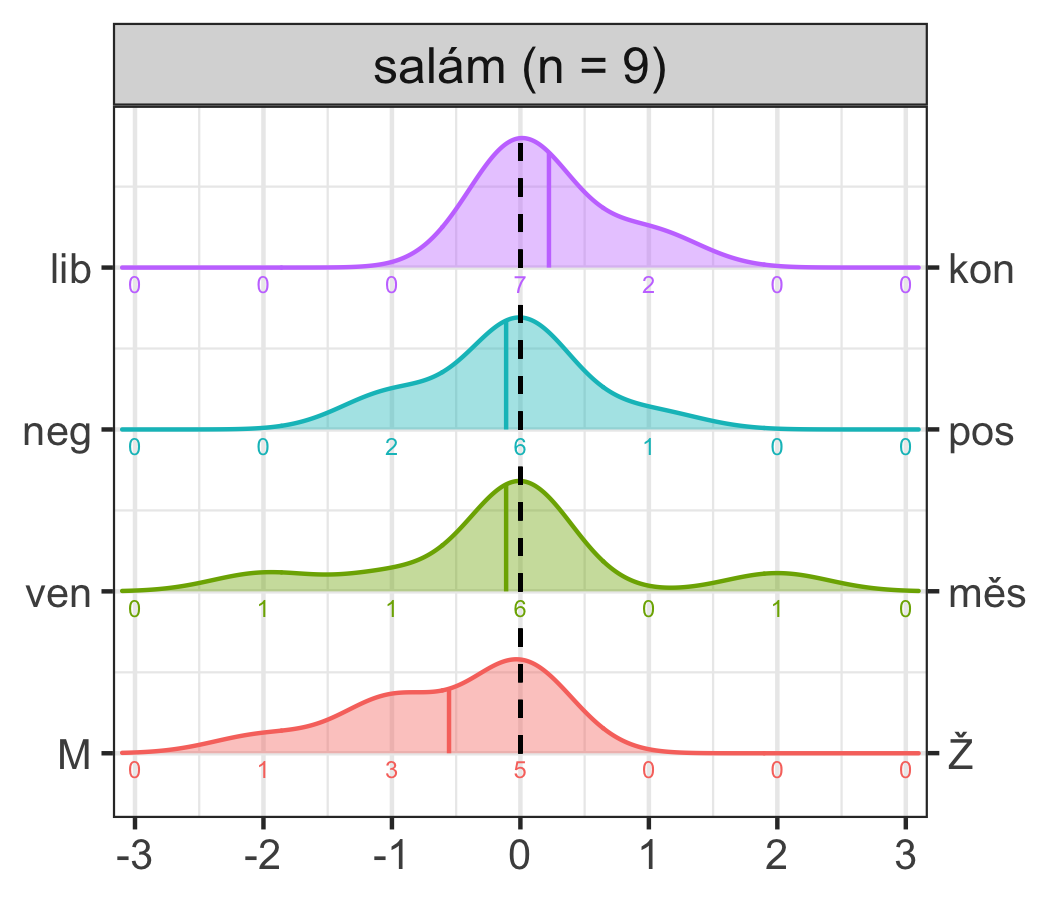 salám (n = 9)
lib kon
0 0 0 7 2 0 0
neg pos
0 0 2 6 1 0 0
ven měs
0 1 1 6 0 1 0
M Ž
0 1 3 5 0 0 0
-3 -2 -1 0 1 2 3